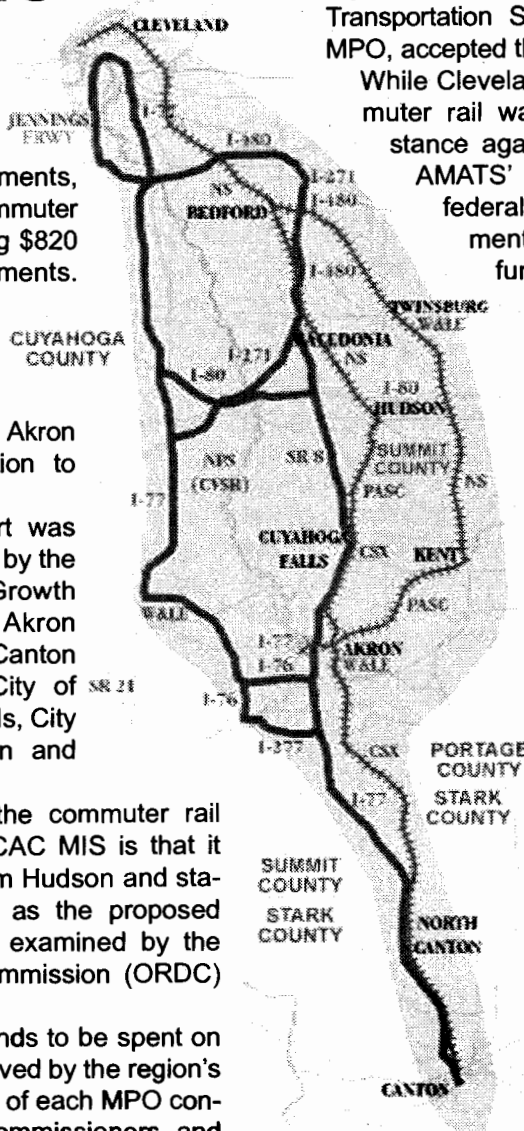 Transportation S
MPO, accepted th
While Clevela
muter rail wa
stance aga
AMATS'
federal
ment
fun
ments,
mmuter
g $820
ments.
Akron
ion to
rt was
by the
Growth
Akron
Canton
City of
ls, City
n and
the commuter rail
CAC MIS is that it
m Hudson and sta-
as the proposed
examined by the
mmission (ORDC)
nds to be spent on
ved by the region's
of each MPO con-
CLEVELAND
JENNINGS
FRWY
I-480
I-271
I-480
NS
BEDFORD
I-480
TWINSBURG
W&LE
CUYAHOGA
COUNTY
MACEDONIA
NS
I-271
I-80
I-80
HUDSON
SUMMIT
COUNTY
NPS
(CVSR)
SR 8
NS
PASC
I-77
CUYAHOGA
FALLS
CSX
KENT
PASC
W&LE
I-77
AKRON
I-76
W&LE
SR 21
I-76
I-277
CSX
PORTAGE
COUNTY
STARK
COUNTY
I-77
SUMMIT
COUNTY
STARK
COUNTY
NORTH
CANTON
CANTON